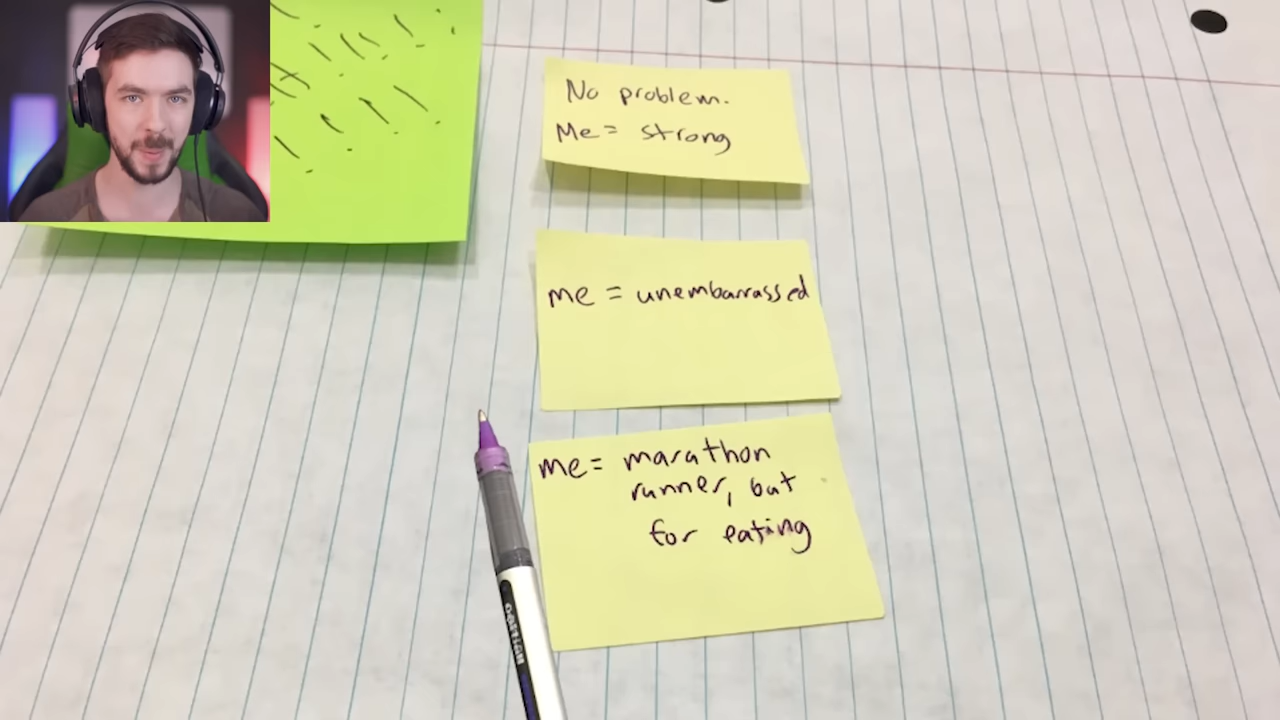 No problem.
Me = strong
me = unembarrassed
me = marathon
runner, but
for eating